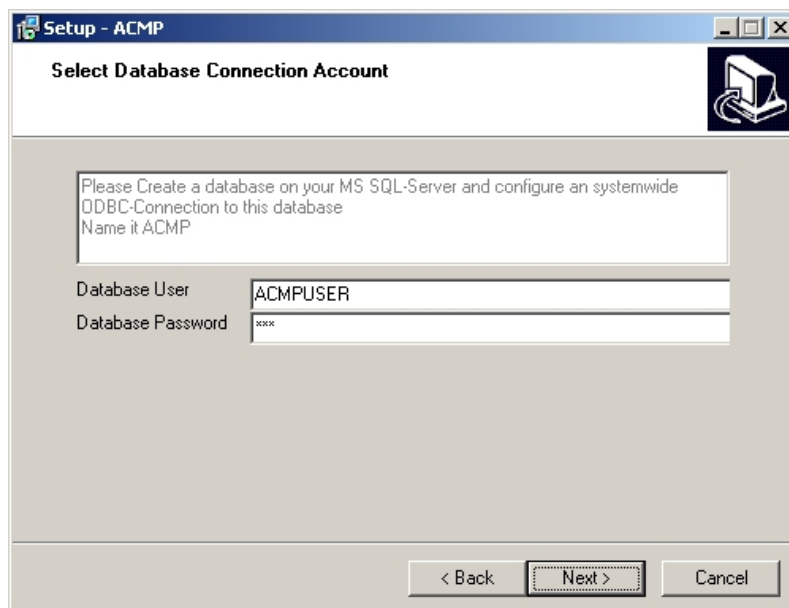 Setup - ACMP
Select Database Connection Account
Please Create a database on your MS SQL-Server and configure an systemwide
ODBC-Connection to this database
Name it ACMP
Database User ACMPUSER
Database Password ***
< Back Next > Cancel